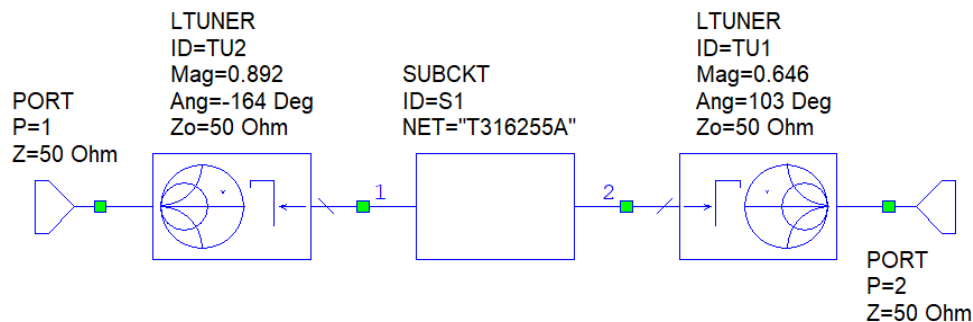 PORT
P=1
Z=50 Ohm
LTUNER
ID=TU2
Mag=0.892
Ang=-164 Deg
Zo=50 Ohm
1
SUBCKT
ID=S1
NET="T316255A"
2
LTUNER
ID=TU1
Mag=0.646
Ang=103 Deg
Zo=50 Ohm
PORT
P=2
Z=50 Ohm